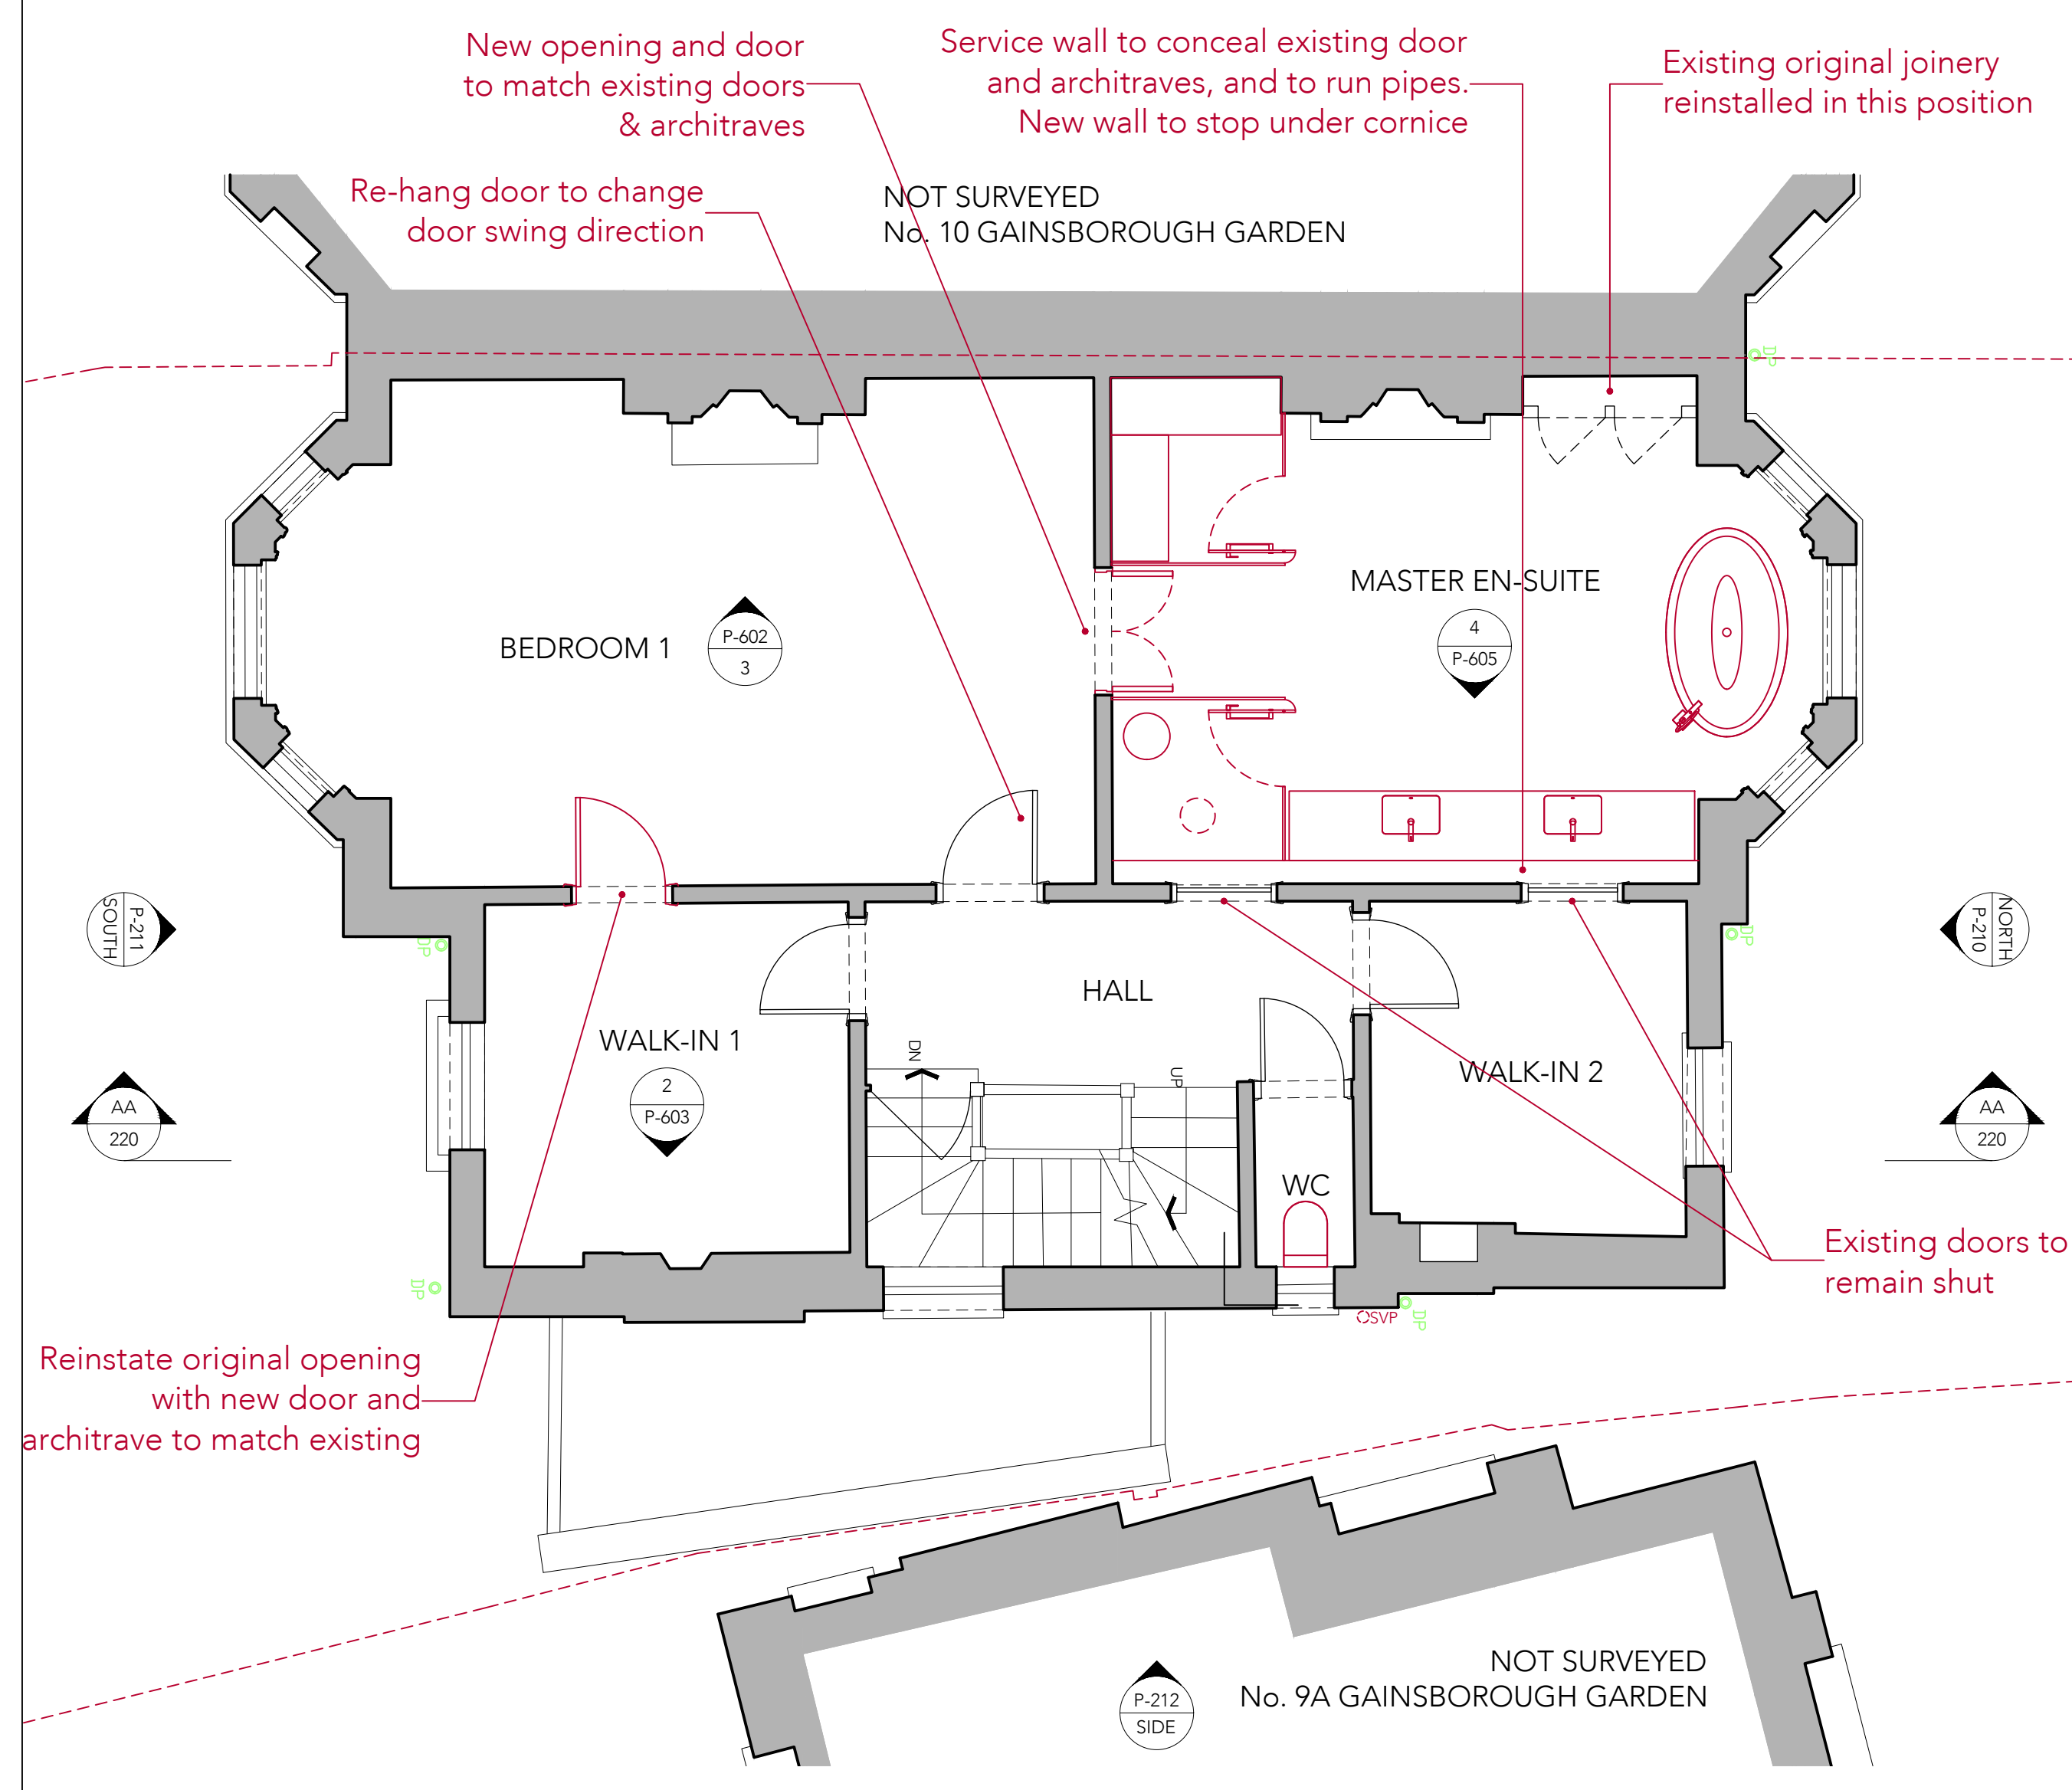 New opening and door
to match existing doors
& architraves
Service wall to conceal existing door
and architraves, and to run pipes.
New wall to stop under cornice
Existing original joinery
reinstalled in this position
Re-hang door to change
door swing direction
NOT SURVEYED
No. 10 GAINSBOROUGH GARDEN
DP
MASTER EN-SUITE
4
P-605
BEDROOM 1
P-602
3
P-211
SOUTH
DP
DP
NORTH
P-210
HALL
WALK-IN 1
2
P-603
DN
UP
WALK-IN 2
AA
220
AA
220
WC
Existing doors to
remain shut
DP
SVP
DP
Reinstate original opening
with new door and
architrave to match existing
NOT SURVEYED
No. 9A GAINSBOROUGH GARDEN
P-212
SIDE